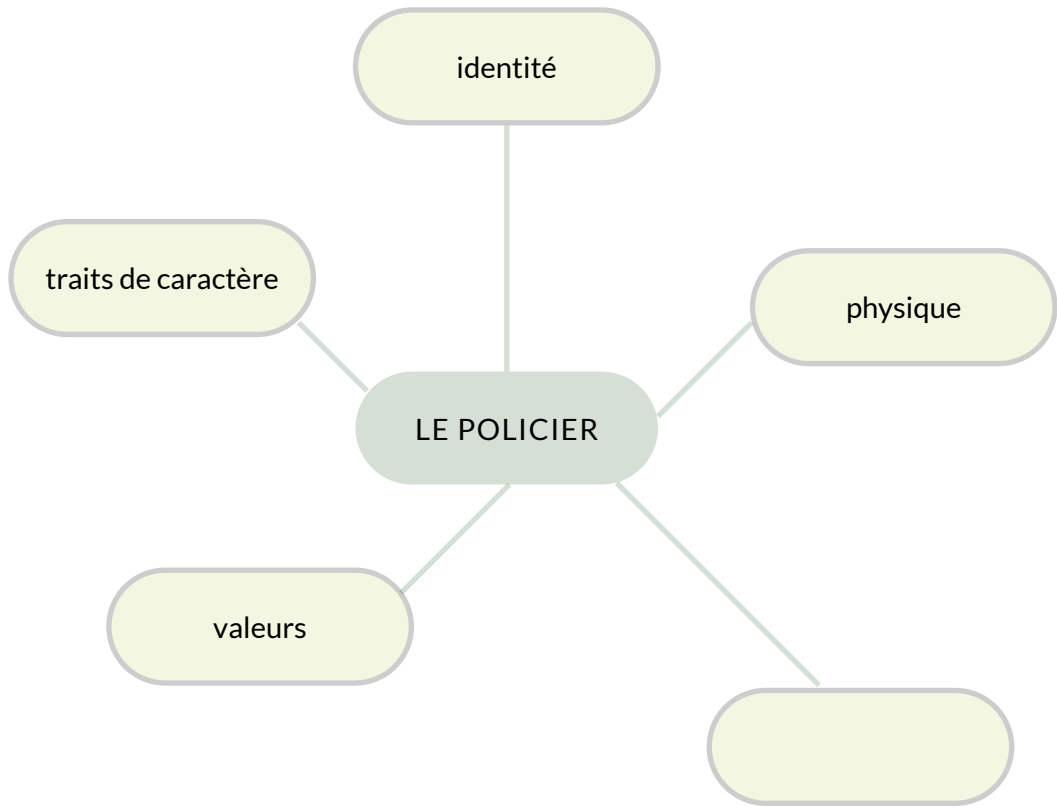 identité
traits de caractère
physique
LE POLICIER
valeurs